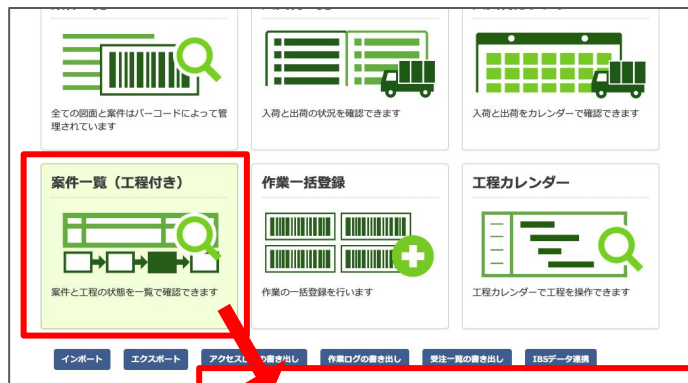 全ての図面と案件はバーコードによって管
理されています
入荷と出荷の状況を確認できます
入荷と出荷をカレンダーで確認できます
案件一覧（工程付き）
作業一括登録
工程カレンダー
案件と工程の状態を一覧で確認できます
作業の一括登録を行います
工程カレンダーで工程を操作できます
インポート
エクスポート
アクセス の書き出し
作業ログの書き出し
受注一覧の書き出し
IBSデータ連携